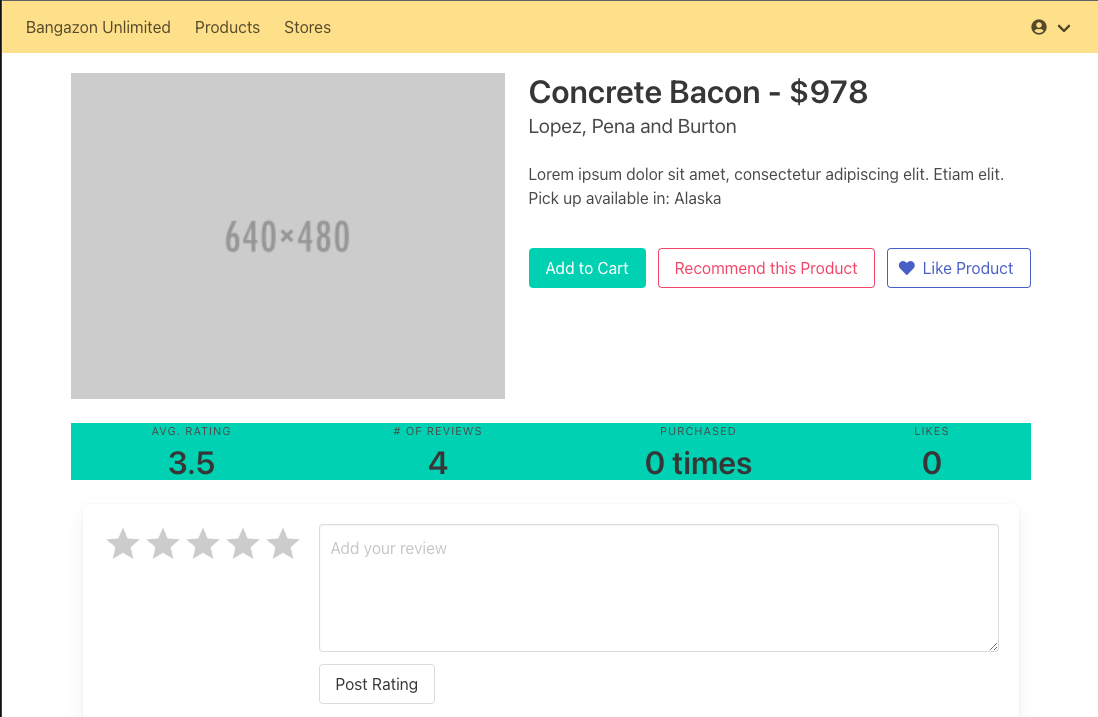 Bangazon Unlimited Products Stores
640×480
Concrete Bacon - $978
Lopez, Pena and Burton
Lorem ipsum dolor sit amet, consectetur adipiscing elit. Etiam elit.
Pick up available in: Alaska
Add to Cart Recommend this Product Like Product
AVG. RATING # OF REVIEWS PURCHASED LIKES
3.5 4 0 times 0
Add your review
Post Rating